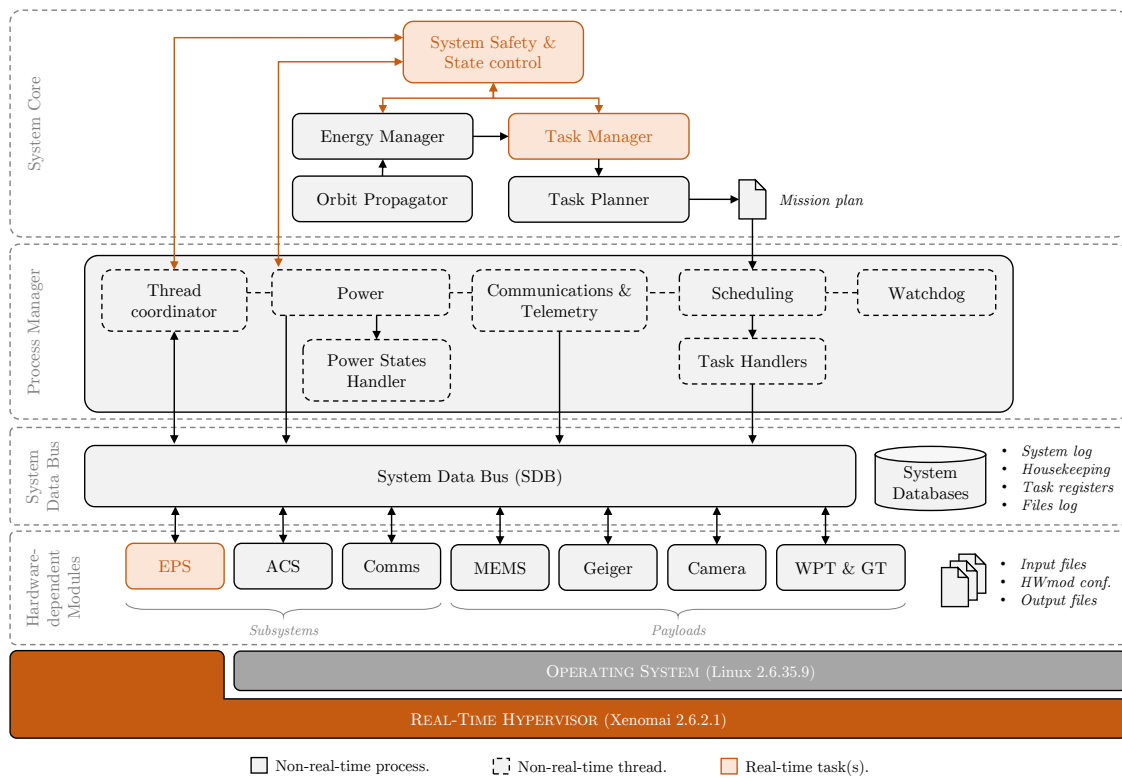 System Core
System Safety &
State control
Energy Manager
Task Manager
Orbit Propagator
Task Planner
Mission plan
Process Manager
Thread
coordinator
Power
Communications &
Telemetry
Scheduling
Watchdog
Power States
Handler
Task Handlers
System
Data Bus
System Data Bus (SDB)
System
Databases
• System log
• Housekeeping
• Task registers
• Files log
Hardware-
dependent
Modules
EPS
ACS
Comms
MEMS
Geiger
Camera
WPT & GT
• Input files
• HWmod conf.
• Output files
Subsystems
Payloads
OPERATING SYSTEM (Linux 2.6.35.9)
REAL-TIME HYPERVISOR (Xenomai 2.6.2.1)
Non-real-time process.
Non-real-time thread.
Real-time task(s).